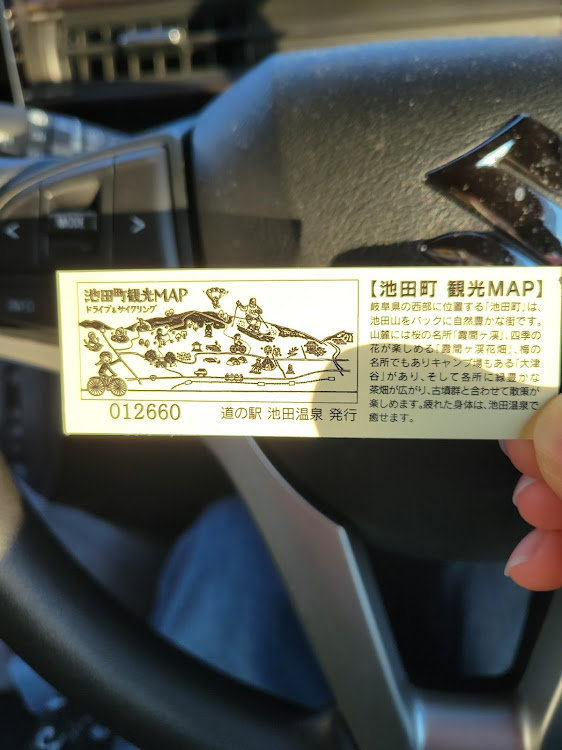 池田町観光MAP
ドライブ&サイクリング
012660
道の駅 池田温泉 発行
【池田町 観光MAP】
岐阜県の西部に位置する「池田町」は、
池田山をバックに自然豊かな街です。
山麓には桜の名所「霞間ヶ渓」、四季の
花が楽しめる「霞間ヶ渓花畑」、梅の
名所でもありキャンプ場もある「大津
谷」があり、そして各所に緑豊かな
茶畑が広がり、古墳群と合わせて散策が
楽しめます。疲れた身体は、池田温泉で
癒せます。